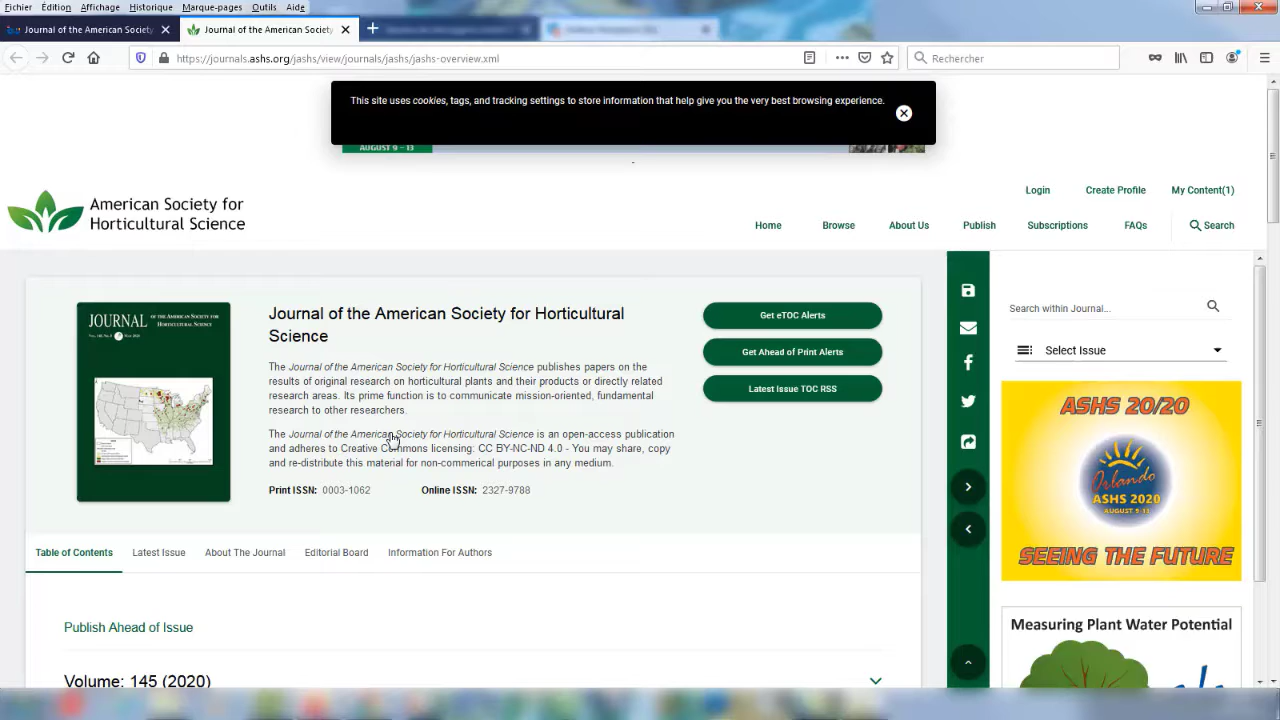 Fichier Édition Affichage Historique Marque-pages Outils Aide
Journal of the American Society
Journal of the American Society
https://journals.ashs.org/jashs/view/journals/jashs/jashs-overview.xml
Rechercher
This site uses cookies, tags, and tracking settings to store information that help give you the very best browsing experience.
AUGUST 9 – 13
American Society for
Horticultural Science
Login Create Profile My Content(1)
Home Browse About Us Publish Subscriptions FAQs Search
JOURNAL OF THE AMERICAN SOCIETY FOR
HORTICULTURAL SCIENCE
Journal of the American Society for Horticultural
Science
The Journal of the American Society for Horticultural Science publishes papers on the
results of original research on horticultural plants and their products or directly related
research areas. Its prime function is to communicate mission-oriented, fundamental
research to other researchers.
The Journal of the American Society for Horticultural Science is an open-access publication
and adheres to Creative Commons licensing: CC BY-NC-ND 4.0 - You may share, copy
and re-distribute this material for non-commerical purposes in any medium.
Print ISSN: 0003-1062 Online ISSN: 2327-9788
Get eTOC Alerts
Get Ahead of Print Alerts
Latest Issue TOC RSS
Table of Contents Latest Issue About The Journal Editorial Board Information For Authors
Publish Ahead of Issue
Volume: 145 (2020)
Search within Journal...
Select Issue
ASHS 20/20
Orlando
ASHS 2020
AUGUST 9-13
SEEING THE FUTURE
Measuring Plant Water Potential